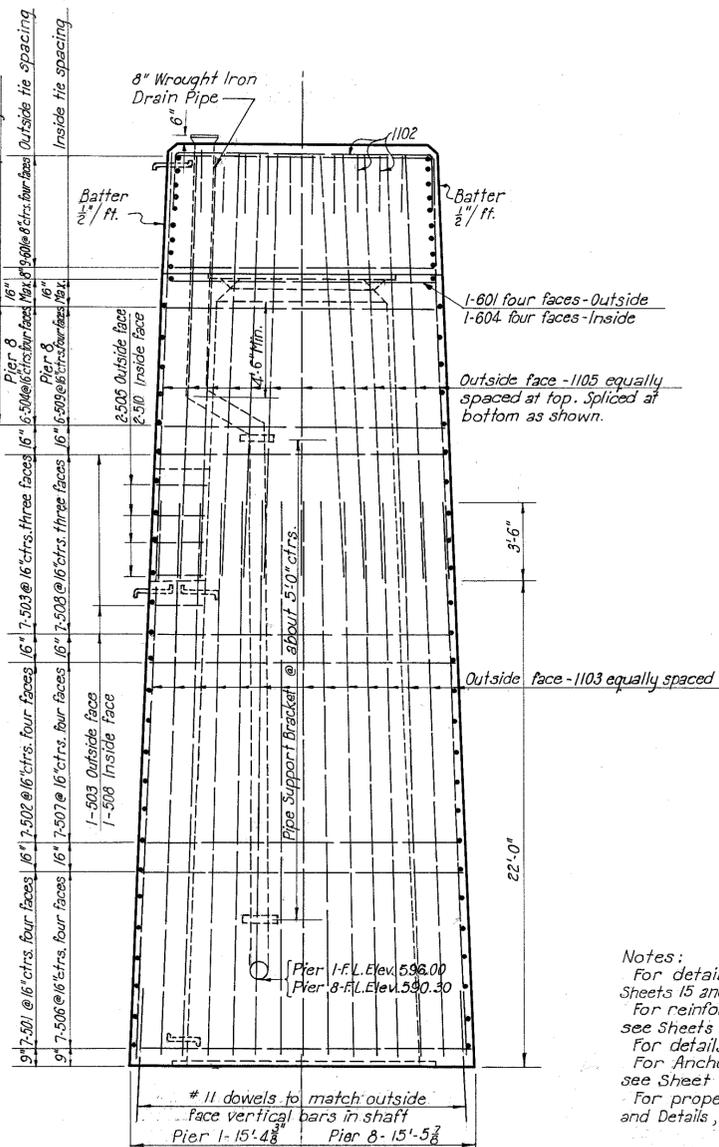 Outside tie spacing
Inside tie spacing
8" Wrought Iron
Drain Pipe
6"
1102
Batter
1/2"/ft.
Batter
1/2"/ft.
1-601 four faces-Outside
1-604 four faces-Inside
Outside face -1105 equally
spaced at top. Spliced at
bottom as shown.
4'-6" Min.
2-505 Outside face
2-510 Inside face
Pier 8
16"
Pier 8
16"
8" 9-601@8"ctrs.four faces
16" 6-504@16"ctrs.four faces Max.
16" 6-509@16"ctrs.four faces Max.
16" 7-503@16"ctrs. three faces
16" 7-508@16"ctrs. three faces
3'-6"
Pipe Support Bracket @ about 5'-0" ctrs.
Outside face -1103 equally spaced
1-503 Outside face
1-508 Inside face
16" 7-502@16"ctrs. four faces
16" 7-507@16"ctrs. four faces
22'-0"
9" 7-501@16"ctrs. four faces
9" 7-506@16"ctrs. four faces
Pier 1-F.L. Elev. 596.00
Pier 8-F.L. Elev. 590.30
# 11 dowels to match outside
face vertical bars in shaft
Pier 1-15'-4 3/8" Pier 8-15'-5 7/8"
Notes:
For detail
Sheets 15 and
For reinfor
see Sheets
For details
For Ancho
see Sheet
For prope
and Details,